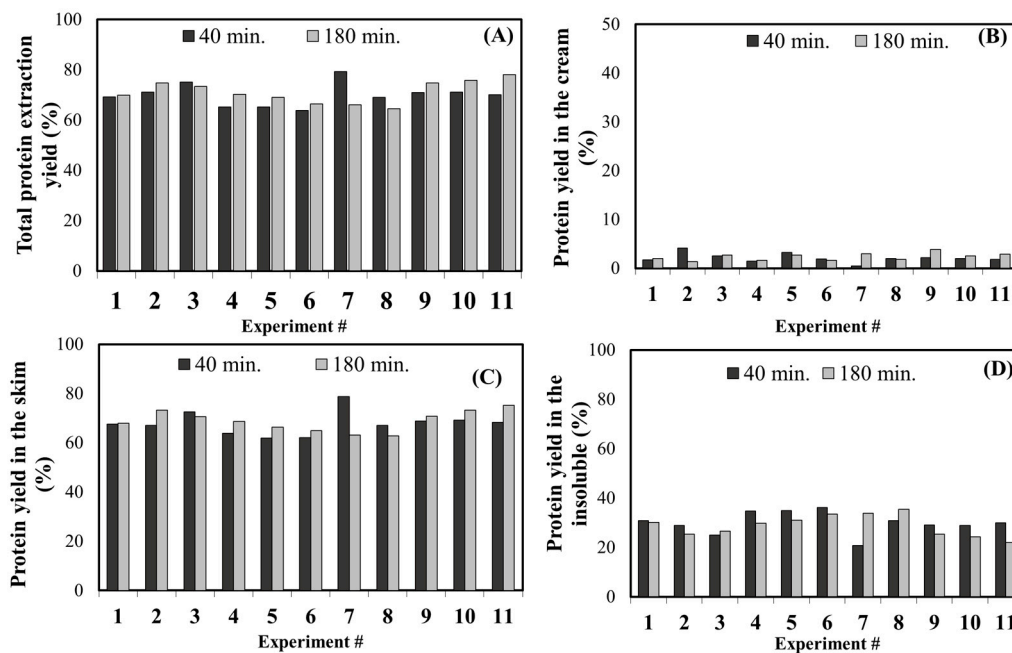 100
80
60
40
20
0
Total protein extraction
yield (%)
40 min. 180 min.
(A)
1 2 3 4 5 6 7 8 9 10 11
Experiment #
50
40
30
20
10
0
Protein yield in the cream
(%)
40 min. 180 min.
(B)
1 2 3 4 5 6 7 8 9 10 11
Experiment #
100
80
60
40
20
0
Protein yield in the skim
(%)
40 min. 180 min.
(C)
1 2 3 4 5 6 7 8 9 10 11
Experiment #
100
80
60
40
20
0
Protein yield in the
insoluble (%)
40 min. 180 min.
(D)
1 2 3 4 5 6 7 8 9 10 11
Experiment #